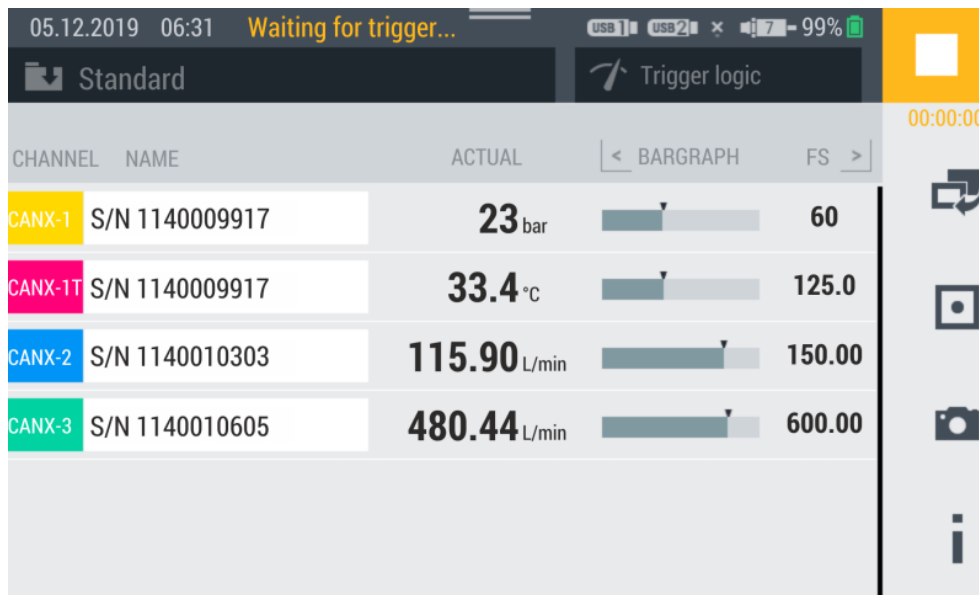 05.12.2019 06:31 Waiting for trigger... USB 1 USB 2 7 99%
Standard Trigger logic
00:00:00
CHANNEL NAME ACTUAL < BARGRAPH FS >
CANX-1 S/N 1140009917 23 bar 60
CANX-1T S/N 1140009917 33.4 °C 125.0
CANX-2 S/N 1140010303 115.90 L/min 150.00
CANX-3 S/N 1140010605 480.44 L/min 600.00